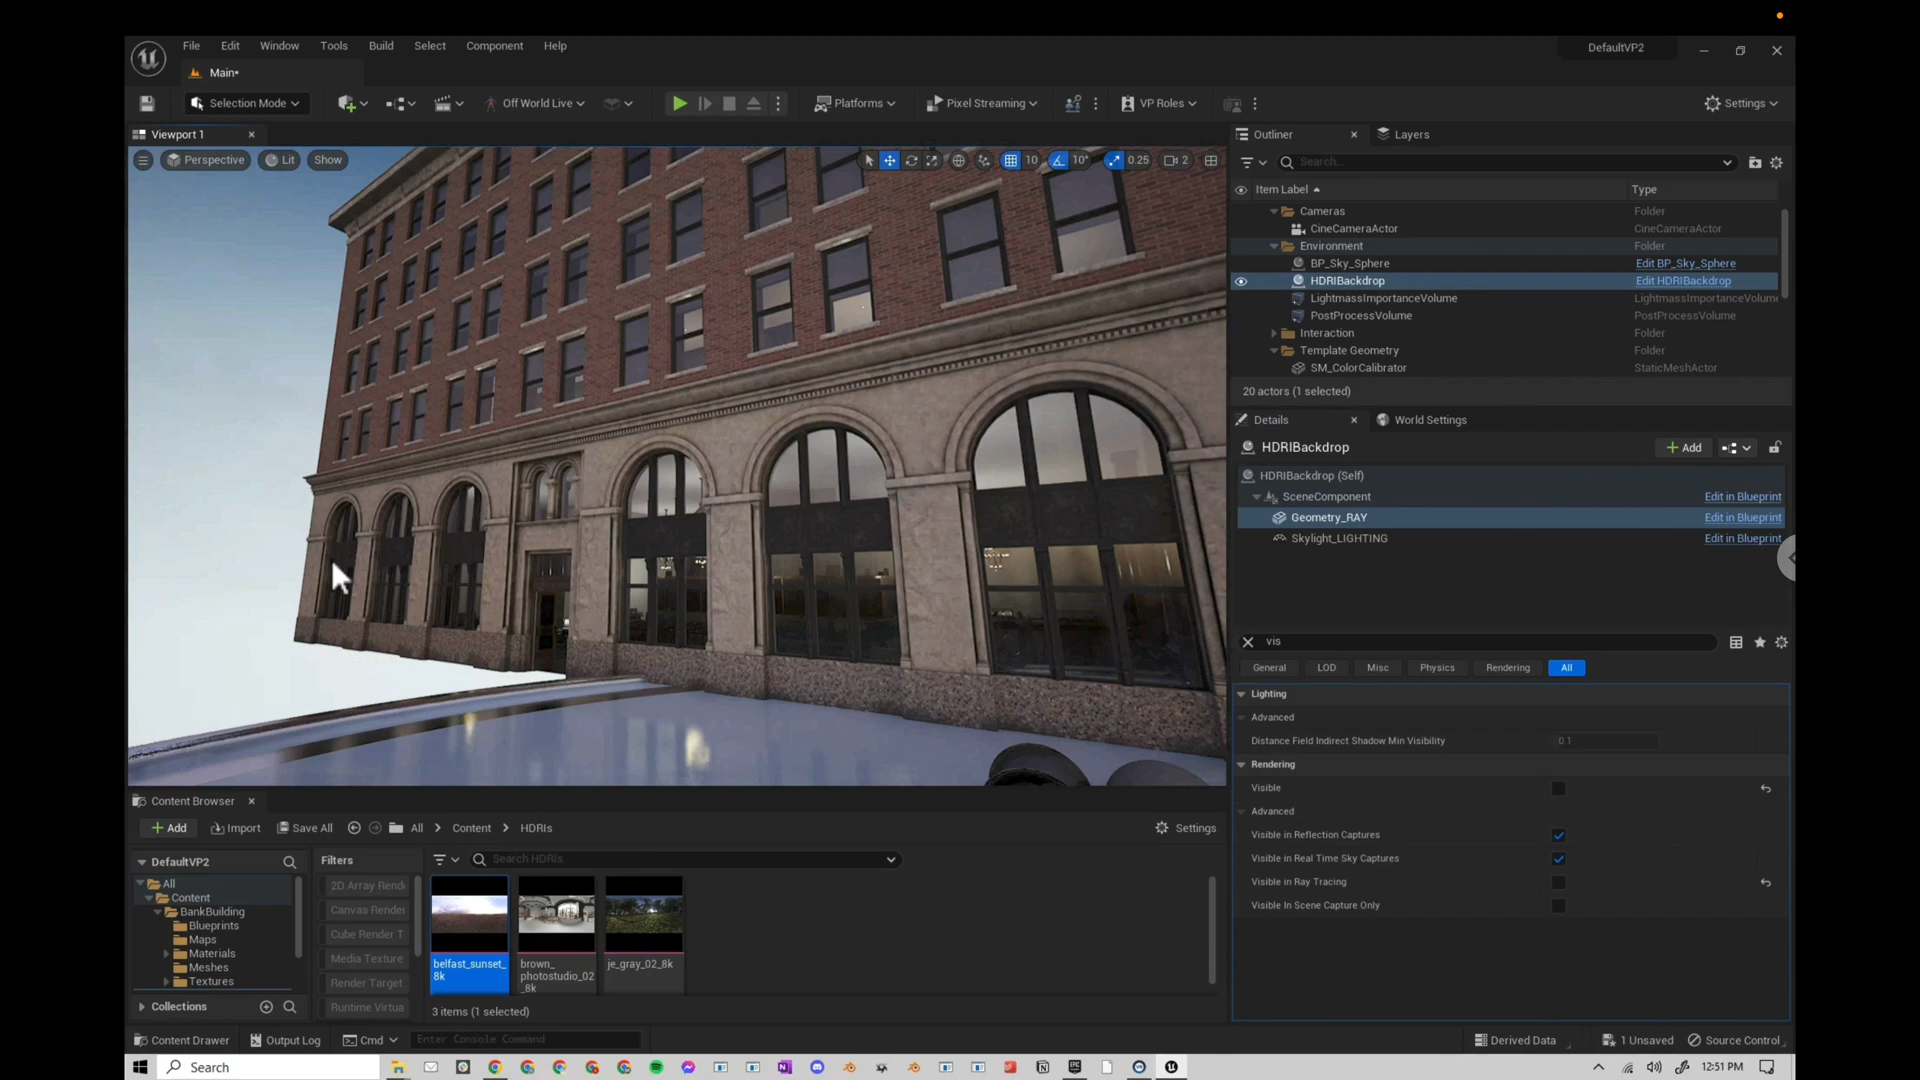 File Edit Window Tools Build Select Component Help
DefaultVP2
Main•
Selection Mode
Off World Live
Platforms
Pixel Streaming
VP Roles
Settings
Viewport 1
Outliner
Layers
Perspective
Lit
Show
10
10°
0.25
2
Search...
Item Label
Type
Cameras
Folder
CineCameraActor
CineCameraActor
Environment
Folder
BP_Sky_Sphere
Edit BP_Sky_Sphere
HDRIBackdrop
Edit HDRIBackdrop
LightmassImportanceVolume
LightmassImportanceVolume
PostProcessVolume
PostProcessVolume
Interaction
Folder
Template Geometry
Folder
SM_ColorCalibrator
StaticMeshActor
20 actors (1 selected)
Details
World Settings
HDRIBackdrop
Add
HDRIBackdrop (Self)
SceneComponent
Edit in Blueprint
Geometry_RAY
Edit in Blueprint
Skylight_LIGHTING
Edit in Blueprint
vis
General
LOD
Misc
Physics
Rendering
All
Lighting
Advanced
Distance Field Indirect Shadow Min Visibility
0.1
Rendering
Visible
Advanced
Visible in Reflection Captures
Visible in Real Time Sky Captures
Visible in Ray Tracing
Visible In Scene Capture Only
Content Browser
Add
Import
Save All
All
Content
HDRIs
Settings
DefaultVP2
Filters
Search HDRIs
All
Content
BankBuilding
Blueprints
Maps
Materials
Meshes
Textures
Collections
2D Array Rende
Canvas Render
Cube Render T
Media Texture
Render Target
Runtime Virtua
belfast_sunset_
8k
brown_
photostudio_02
_8k
je_gray_02_8k
3 items (1 selected)
Content Drawer
Output Log
Cmd
Enter Console Command
Derived Data
1 Unsaved
Source Control
Search
12:51 PM